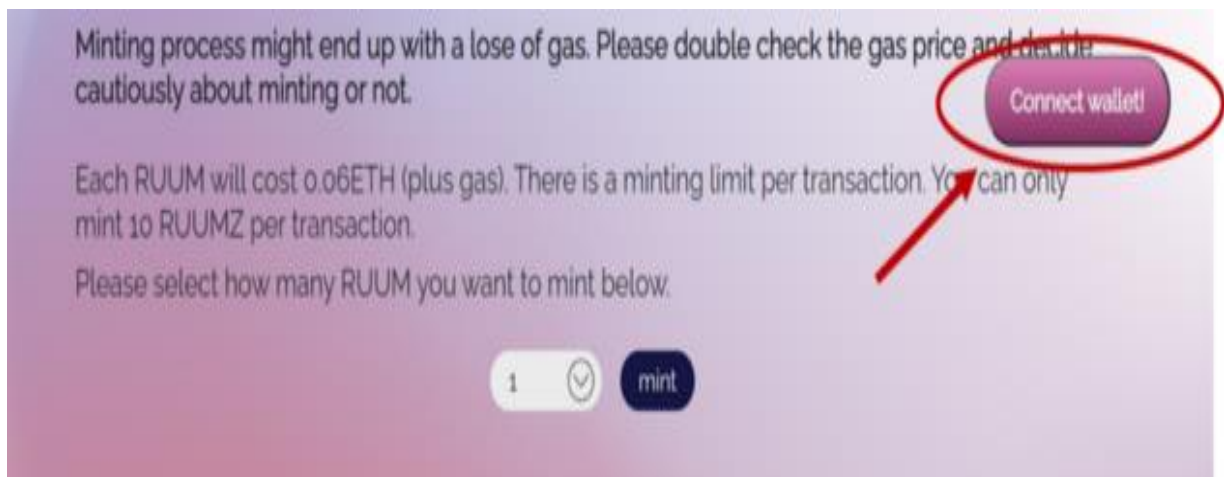 Minting process might end up with a lose of gas. Please double check the gas price and decide
cautiously about minting or not.
Connect wallet!
Each RUUM will cost 0.06ETH (plus gas). There is a minting limit per transaction. You can only
mint 10 RUUMZ per transaction.
Please select how many RUUM you want to mint below.
1
mint